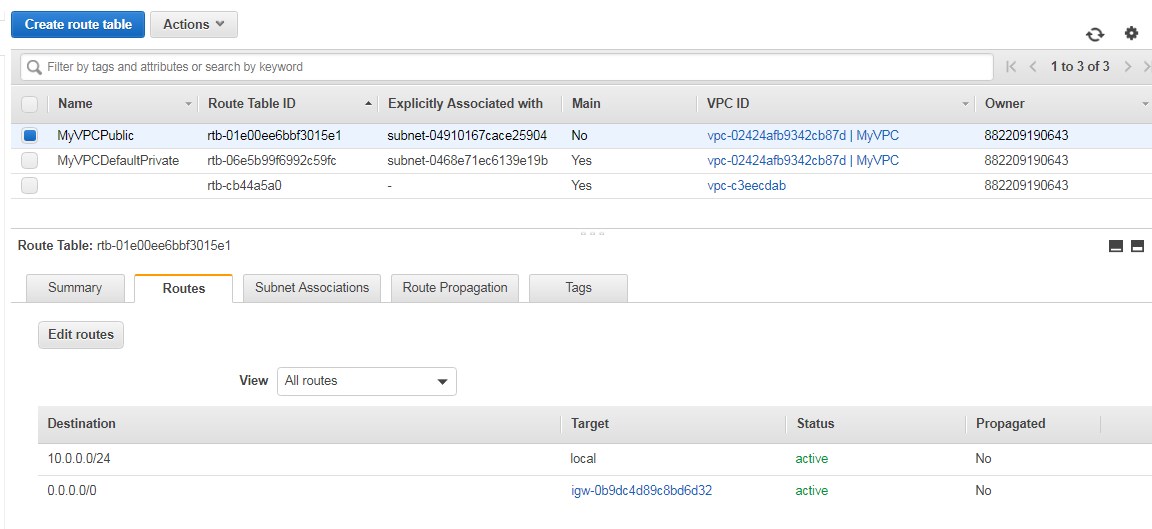 Create route table Actions
Filter by tags and attributes or search by keyword 1 to 3 of 3
Name Route Table ID Explicitly Associated with Main VPC ID Owner
MyVPCPublic rtb-01e00ee6bbf3015e1 subnet-04910167cace25904 No vpc-02424afb9342cb87d | MyVPC 882209190643
MyVPCDefaultPrivate rtb-06e5b99f6992c59fc subnet-0468e71ec6139e19b Yes vpc-02424afb9342cb87d | MyVPC 882209190643
rtb-cb44a5a0 - Yes vpc-c3eecdab 882209190643
Route Table: rtb-01e00ee6bbf3015e1
Summary Routes Subnet Associations Route Propagation Tags
Edit routes
View All routes
Destination Target Status Propagated
10.0.0.0/24 local active No
0.0.0.0/0 igw-0b9dc4d89c8bd6d32 active No